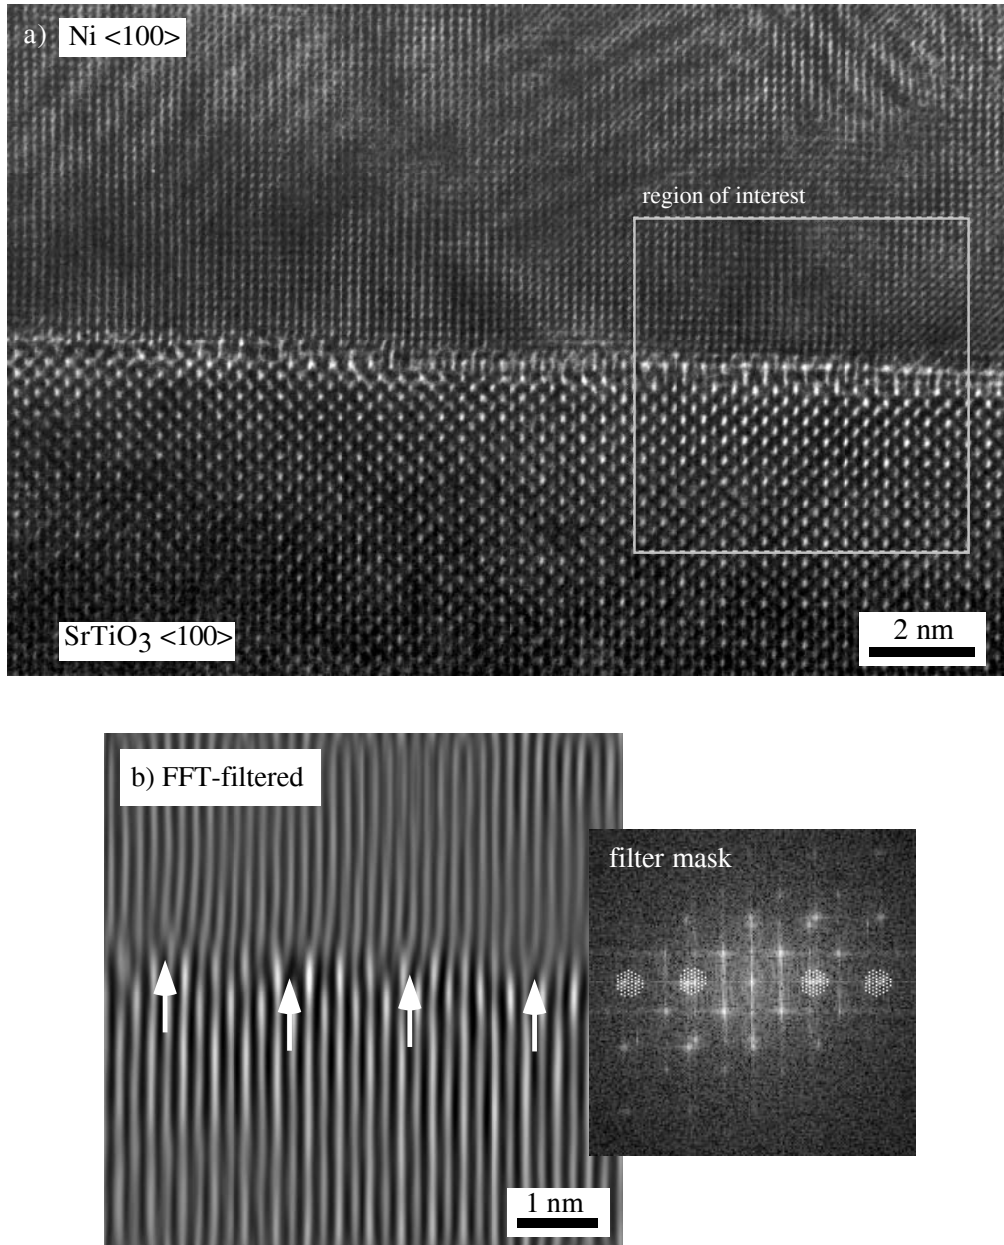 a) Ni <100>
region of interest
SrTiO3 <100>
2 nm
b) FFT-filtered
filter mask
1 nm